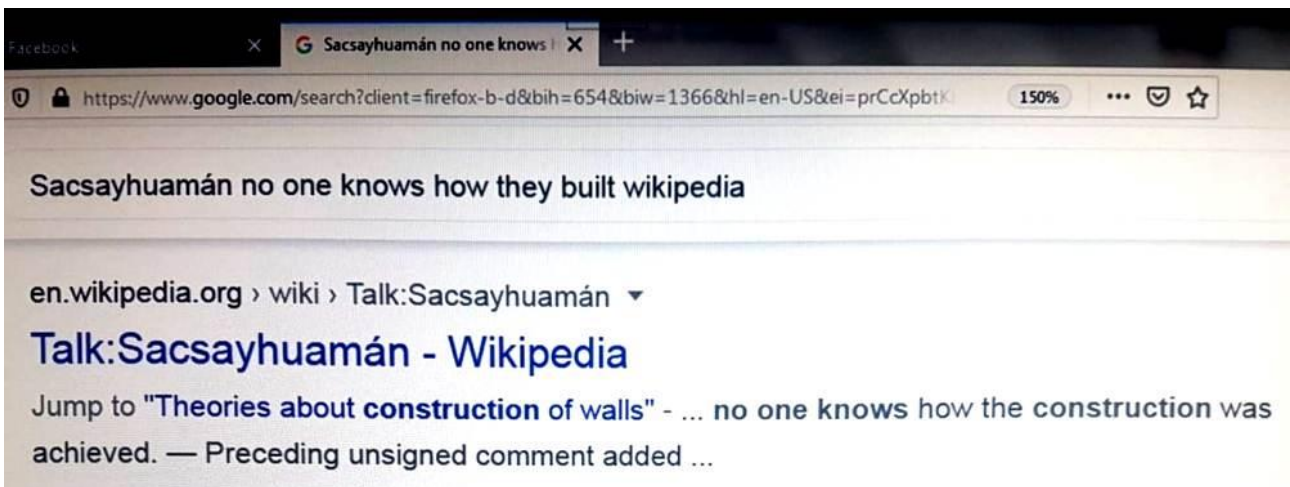 Facebook
G Sacsayhuamán no one knows
https://www.google.com/search?client=firefox-b-d&bih=654&biw=1366&hl=en-US&ei=prCcXpbtK
150%
Sacsayhuamán no one knows how they built wikipedia
en.wikipedia.org › wiki › Talk:Sacsayhuamán
Talk:Sacsayhuamán - Wikipedia
Jump to "Theories about construction of walls" - ... no one knows how the construction was
achieved. — Preceding unsigned comment added ...